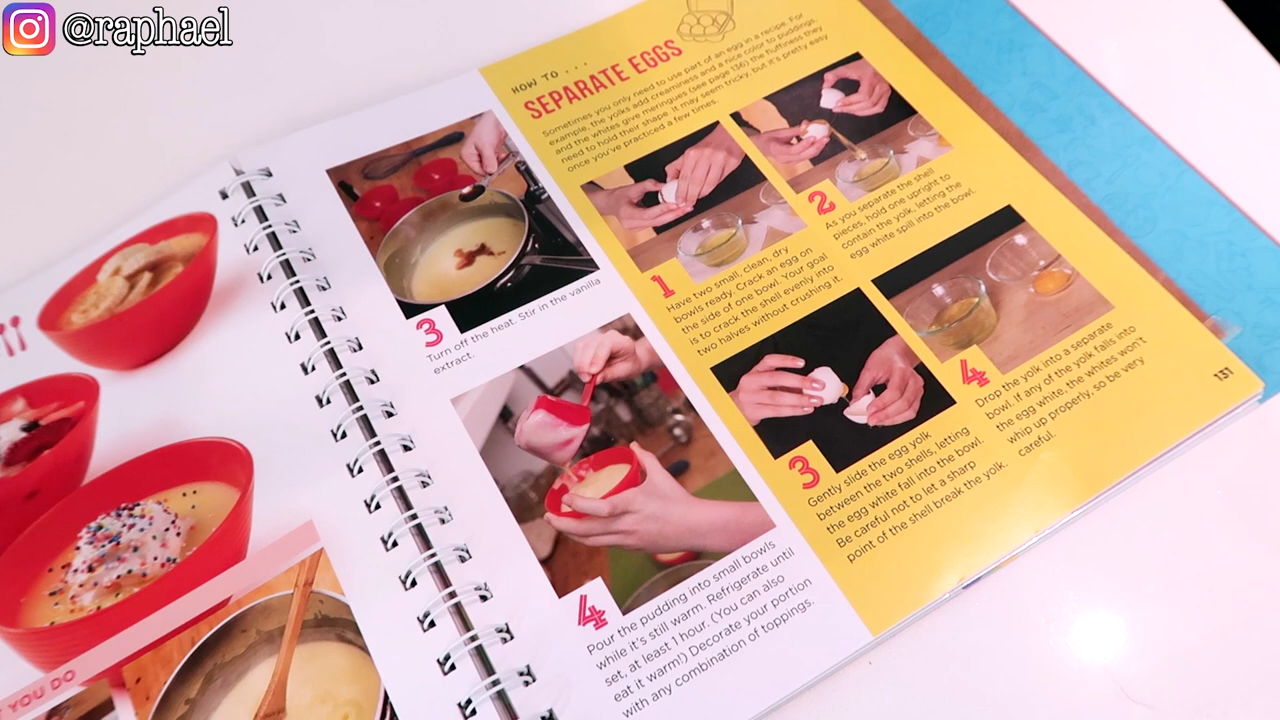 @raphael
YOU DO
3
Turn off the heat. Stir in the vanilla
extract.
4
Pour the pudding into small bowls
while it's still warm. Refrigerate until
set, at least 1 hour. (You can also
eat it warm!) Decorate your portion
with any combination of toppings.
HOW TO ...
SEPARATE EGGS
Sometimes you only need to use part of an egg in a recipe. For
example, the yolks add creaminess and a nice color to puddings,
and the whites give meringues (see page 136) the fluffiness they
need to hold their shape. It may seem tricky, but it's pretty easy
once you've practiced a few times.
1
Have two small, clean, dry
bowls ready. Crack an egg on
the side of one bowl. Your goal
is to crack the shell evenly into
two halves without crushing it.
2
As you separate the shell
pieces, hold one upright to
contain the yolk, letting the
egg white spill into the bowl.
3
Gently slide the egg yolk
between the two shells, letting
the egg white fall into the bowl.
Be careful not to let a sharp
point of the shell break the yolk.
4
Drop the yolk into a separate
bowl. If any of the yolk falls into
the egg white, the whites won't
whip up properly, so be very
careful.
131